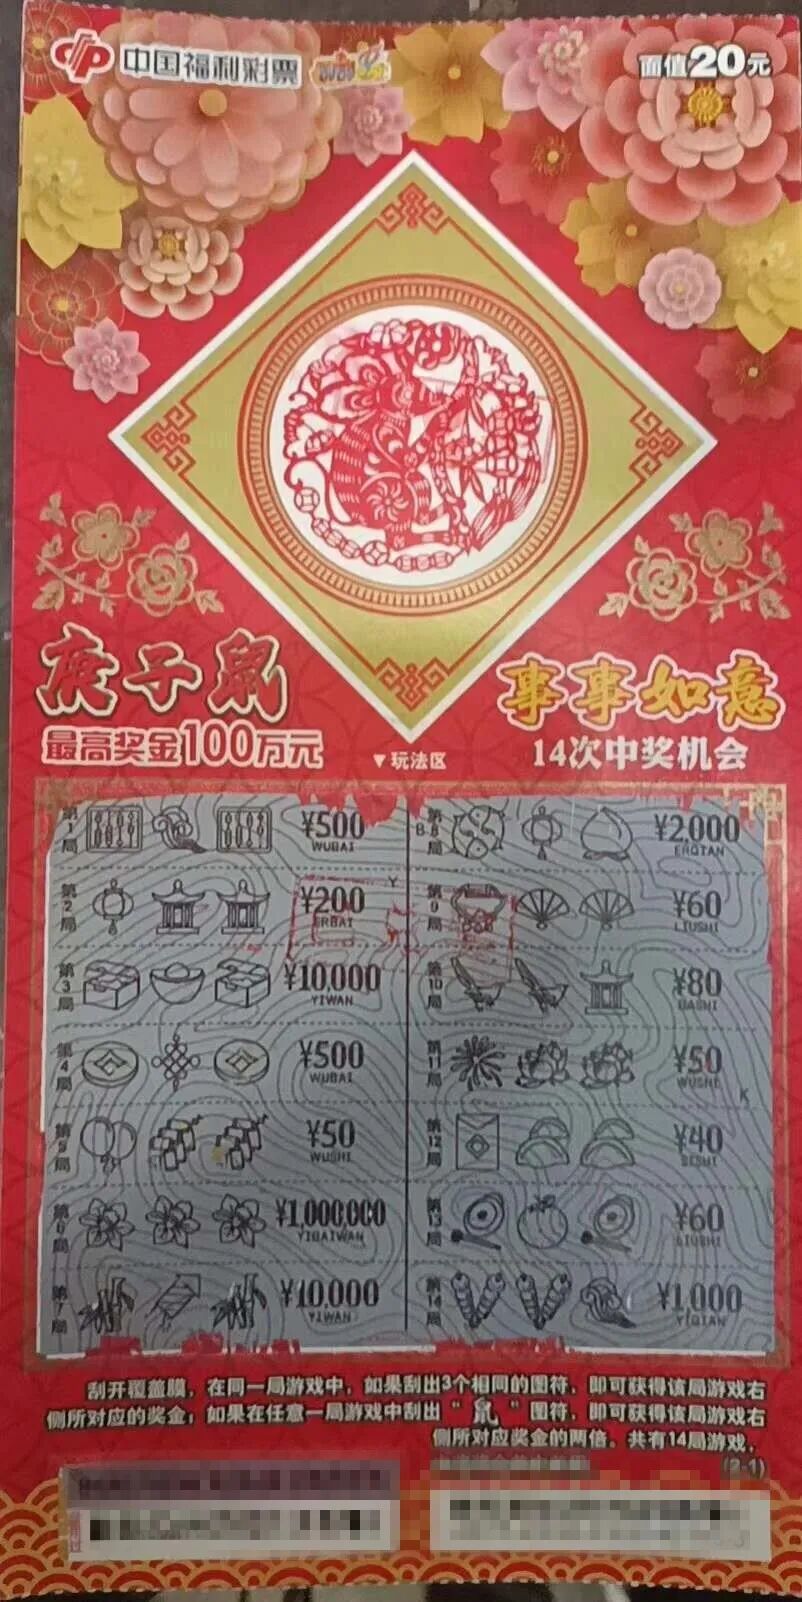 中国福利彩票
面值20元
庚子鼠
事事如意
最高奖金100万元
▼玩法区
14次中奖机会
第1局 ¥500 WUBAI
第8局 B ¥2,000 ERQIAN
第2局 ¥200 ERBAI Y
第9局 ¥60 LIUSHI
第3局 ¥10,000 YIWAN
第10局 ¥80 BASHI
第4局 ¥500 WUBAI
第11局 ¥50 WUSHI K
第5局 ¥50 WUSHI
第12局 ¥40 SISHI
第6局 ¥1,000,000 YIBAIWAN
第13局 ¥60 LIUSHI
第7局 ¥10,000 YIWAN
第14局 ¥1,000 YIQIAN
刮开覆盖膜，在同一局游戏中，如果刮出3个相同的图符，即可获得该局游戏右
侧所对应的奖金；如果在任意一局游戏中刮出“鼠”图符，即可获得该局游戏右
侧所对应奖金的两倍。共有14局游戏，
(2-1)